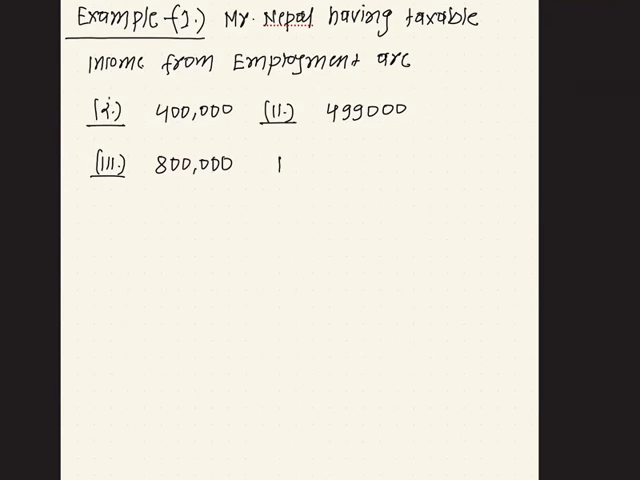 Example-(1.) Mr. Nepal having taxable
Income from Employment are
(i.) 400,000 (II.) 499000
(III.) 800,000 I